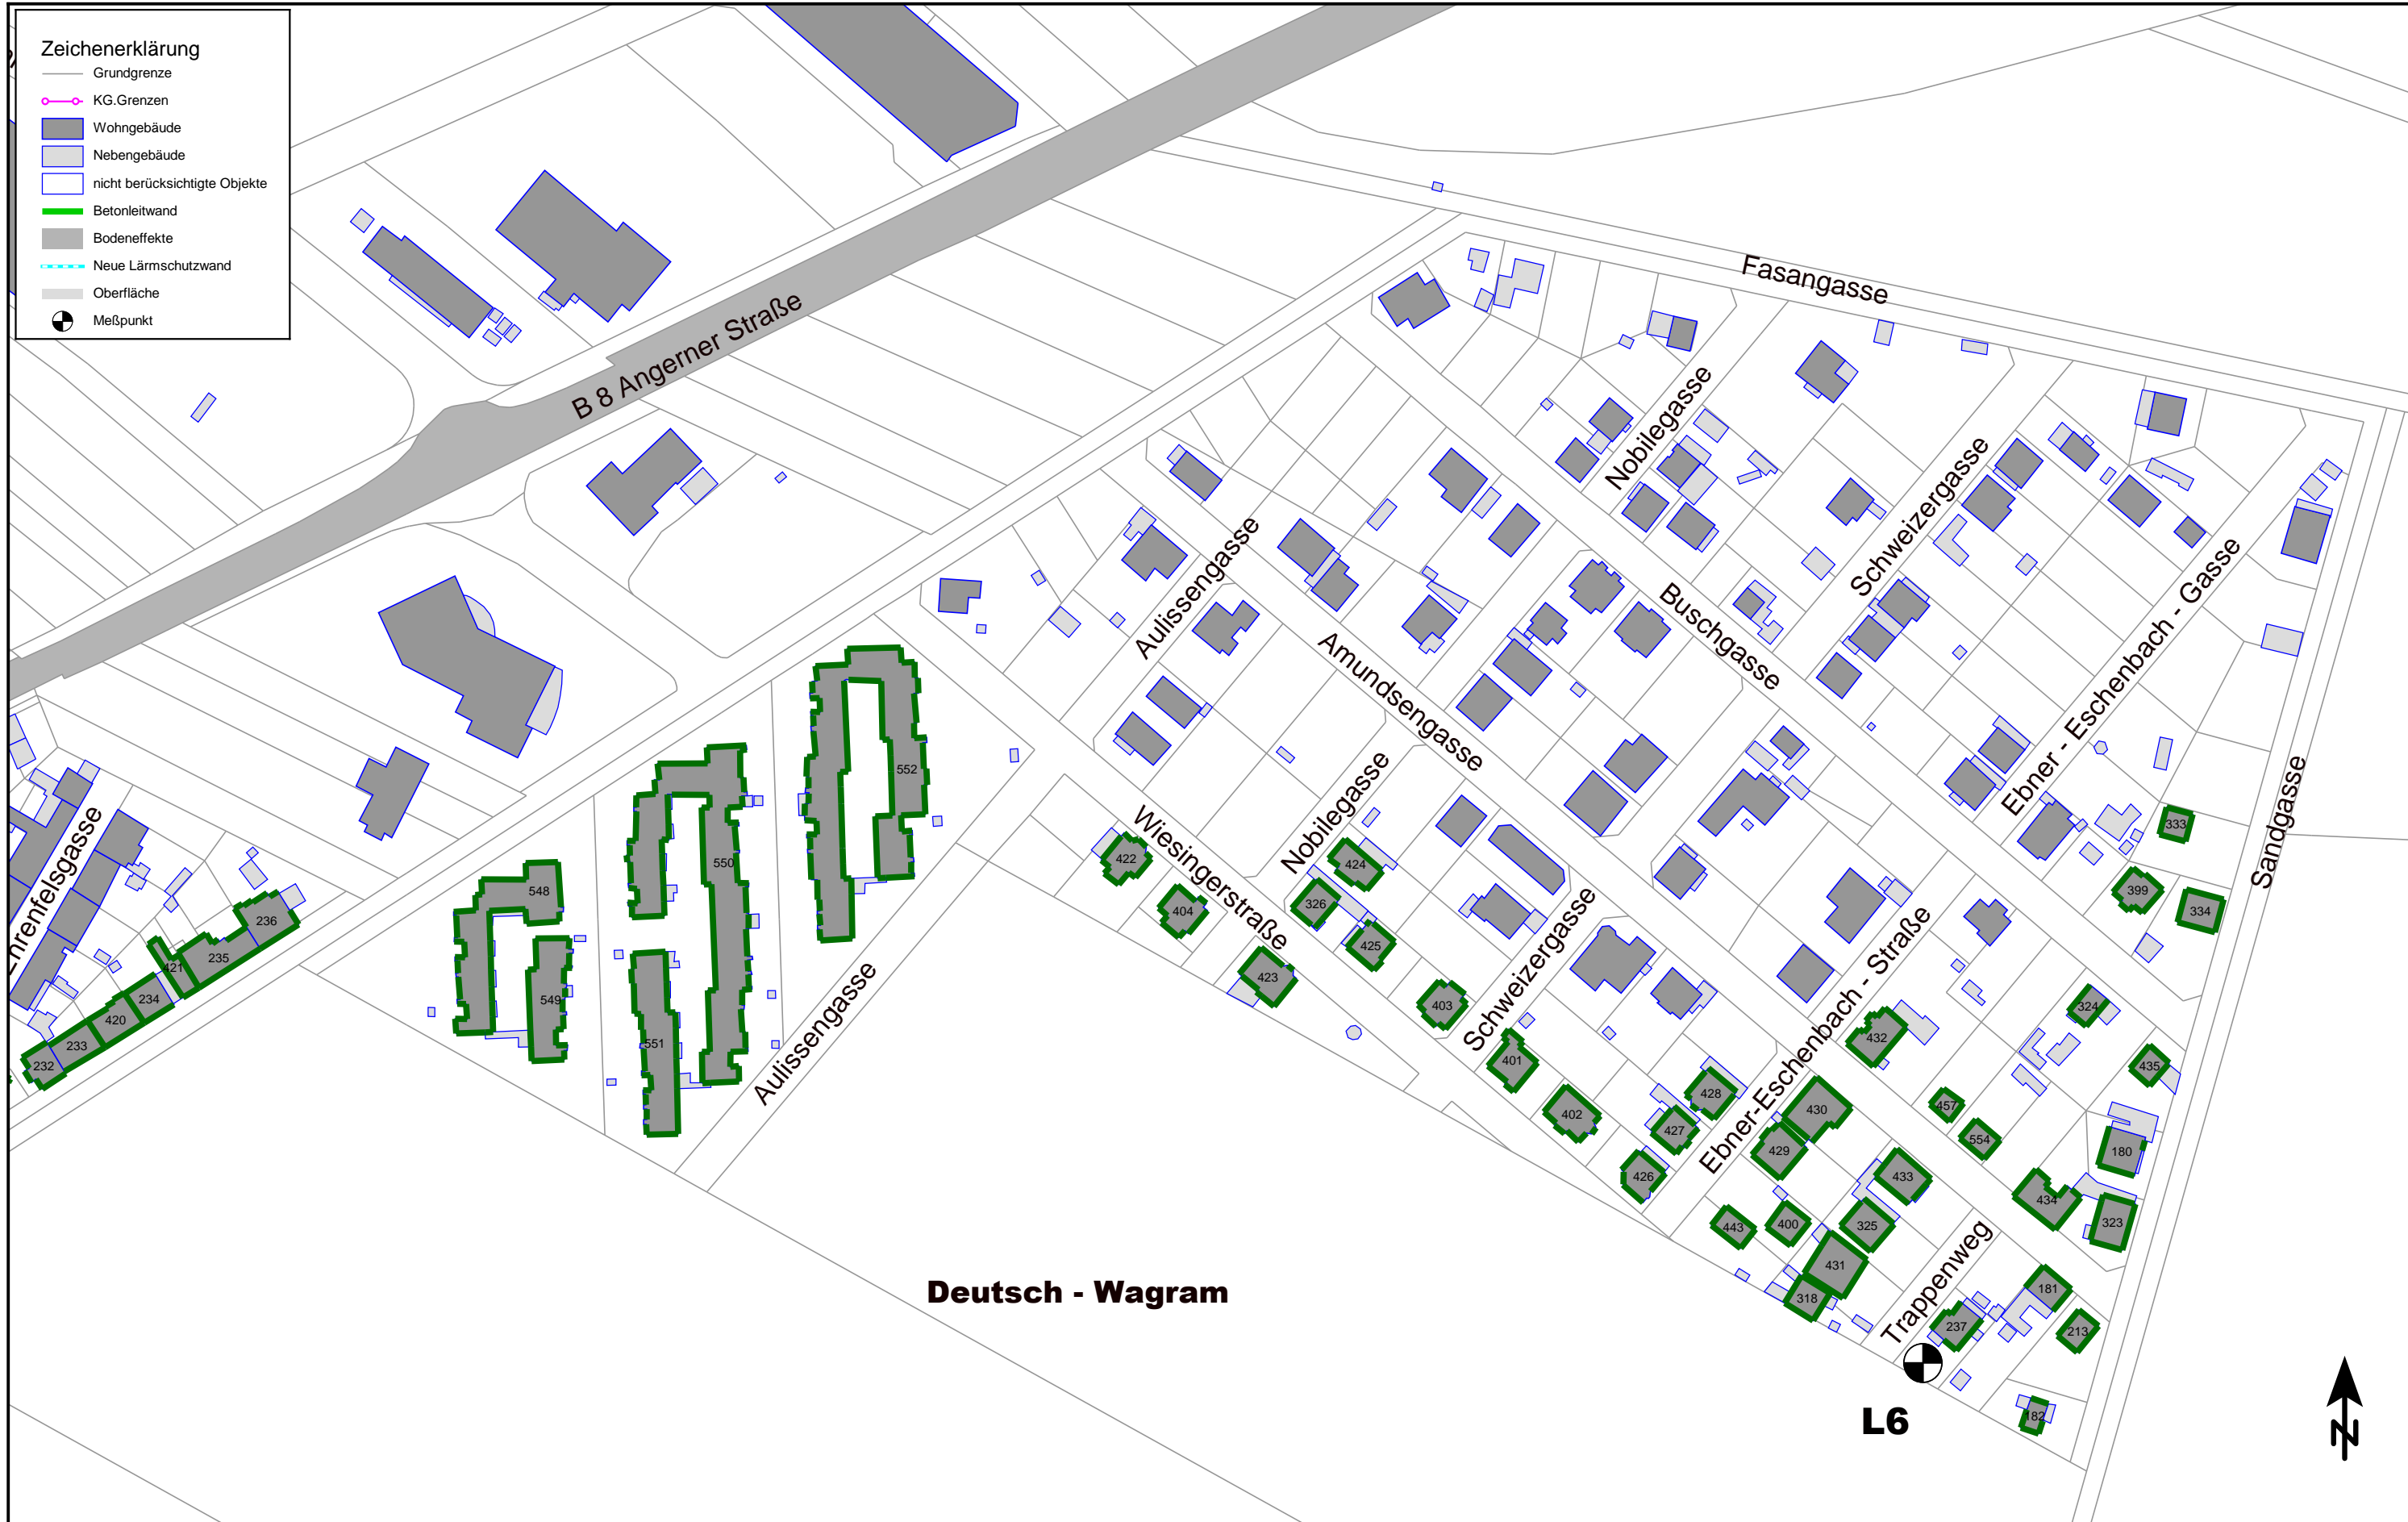 Zeichenerklärung
Grundgrenze
KG.Grenzen
Wohngebäude
Nebengebäude
nicht berücksichtigte Objekte
Betonleitwand
Bodeneffekte
Neue Lärmschutzwand
Oberfläche
Meßpunkt
B 8 Angerner Straße
Fasangasse
Nobilegasse
Schweizergasse
Aulissengasse
Buschgasse
Amundsengasse
Ebner - Eschenbach - Gasse
Sandgasse
Nobilegasse
Wiesingerstraße
Schweizergasse
Ebner-Eschenbach - Straße
Aulissengasse
Ehrenfelsgasse
Trappenweg
Deutsch - Wagram
L6
N
552
550
548
549
551
236
235
421
234
420
233
232
422
404
424
326
425
423
403
401
402
428
427
426
432
430
429
433
325
400
443
431
318
333
399
334
324
435
457
554
180
434
323
181
237
213
182